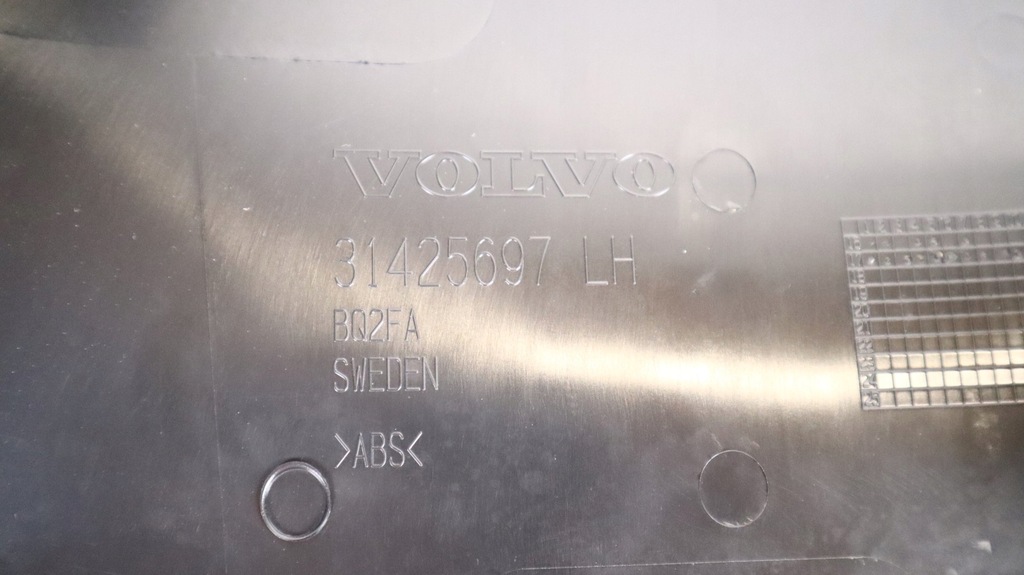 VOLVO
31425697 LH
BQ2FA
SWEDEN
>ABS<